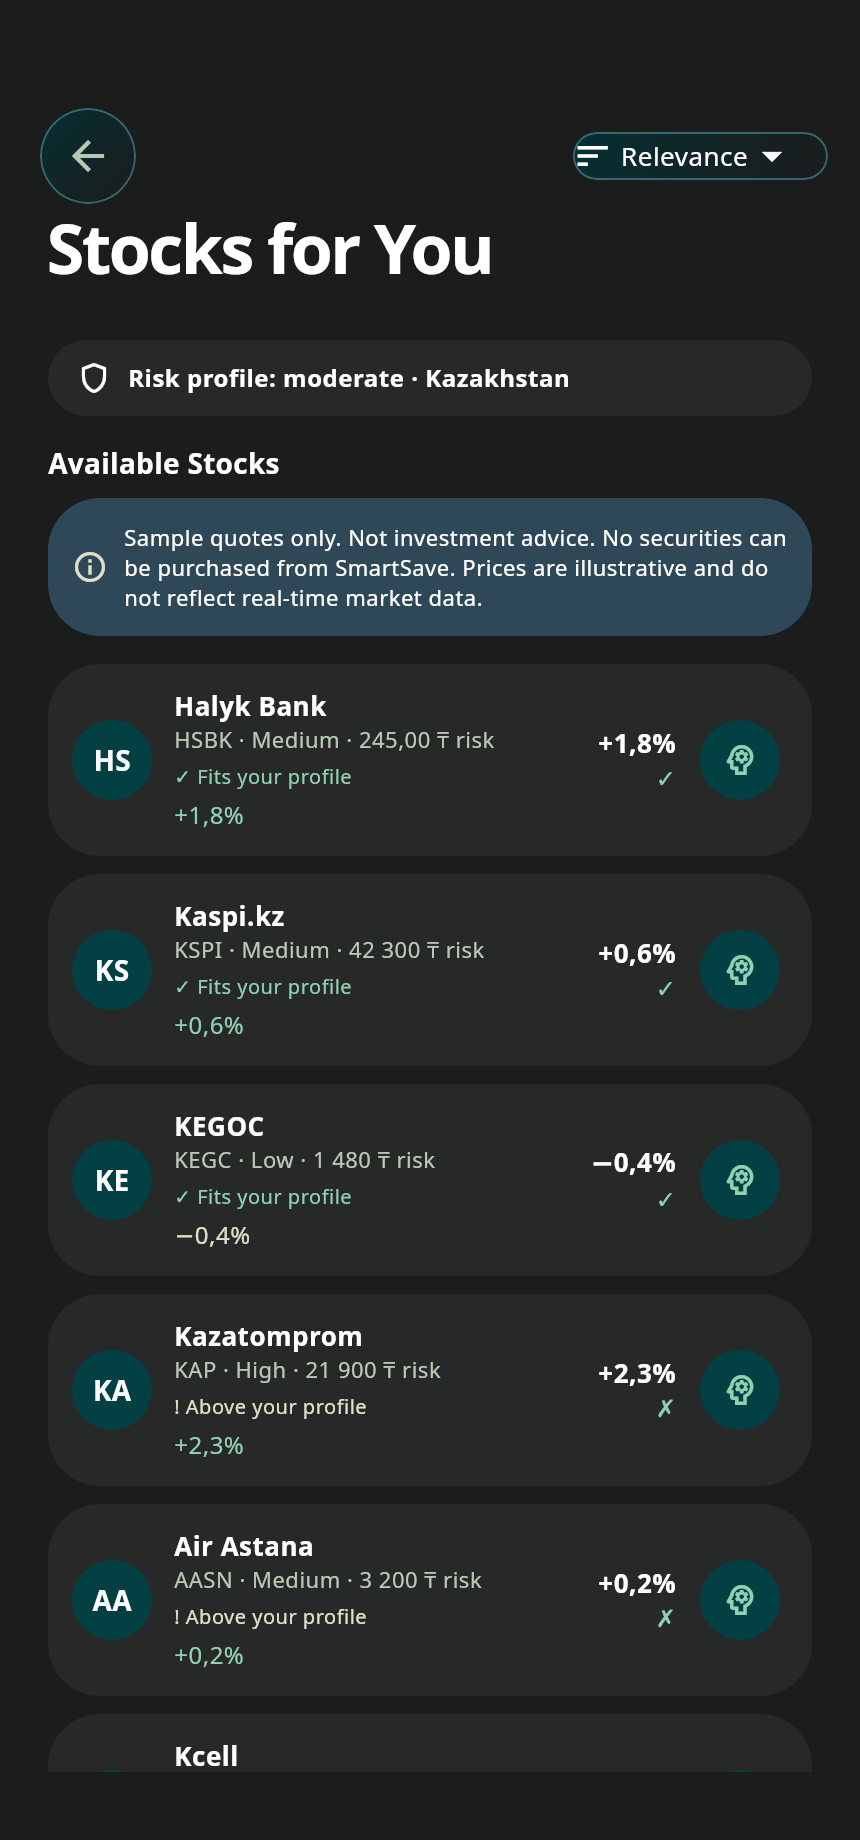 Relevance
Stocks for You
Risk profile: moderate · Kazakhstan
Available Stocks
Sample quotes only. Not investment advice. No securities can
be purchased from SmartSave. Prices are illustrative and do
not reflect real-time market data.
HS
Halyk Bank
HSBK · Medium · 245,00 ₸ risk
✓ Fits your profile
+1,8%
+1,8%
✓
KS
Kaspi.kz
KSPI · Medium · 42 300 ₸ risk
✓ Fits your profile
+0,6%
+0,6%
✓
KE
KEGOC
KEGC · Low · 1 480 ₸ risk
✓ Fits your profile
−0,4%
−0,4%
✓
KA
Kazatomprom
KAP · High · 21 900 ₸ risk
! Above your profile
+2,3%
+2,3%
✗
AA
Air Astana
AASN · Medium · 3 200 ₸ risk
! Above your profile
+0,2%
+0,2%
✗
Kcell